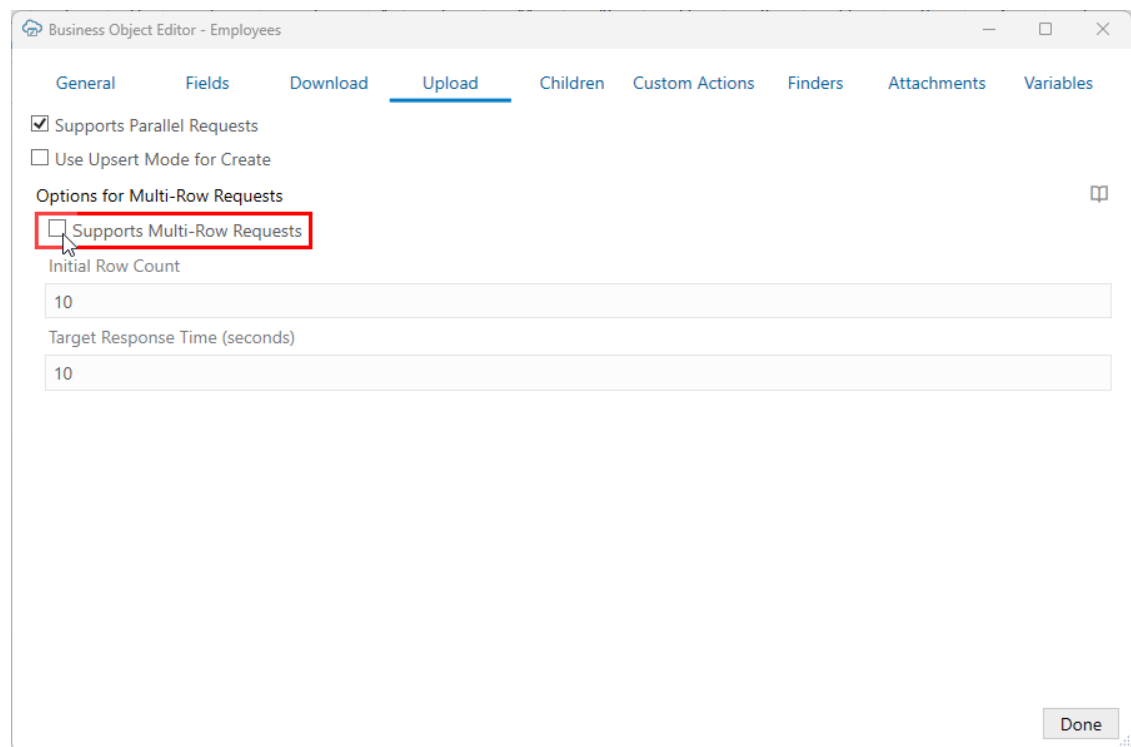 Business Object Editor - Employees
General Fields Download Upload Children Custom Actions Finders Attachments Variables
Supports Parallel Requests
Use Upsert Mode for Create
Options for Multi-Row Requests
Supports Multi-Row Requests
Initial Row Count
10
Target Response Time (seconds)
10
Done